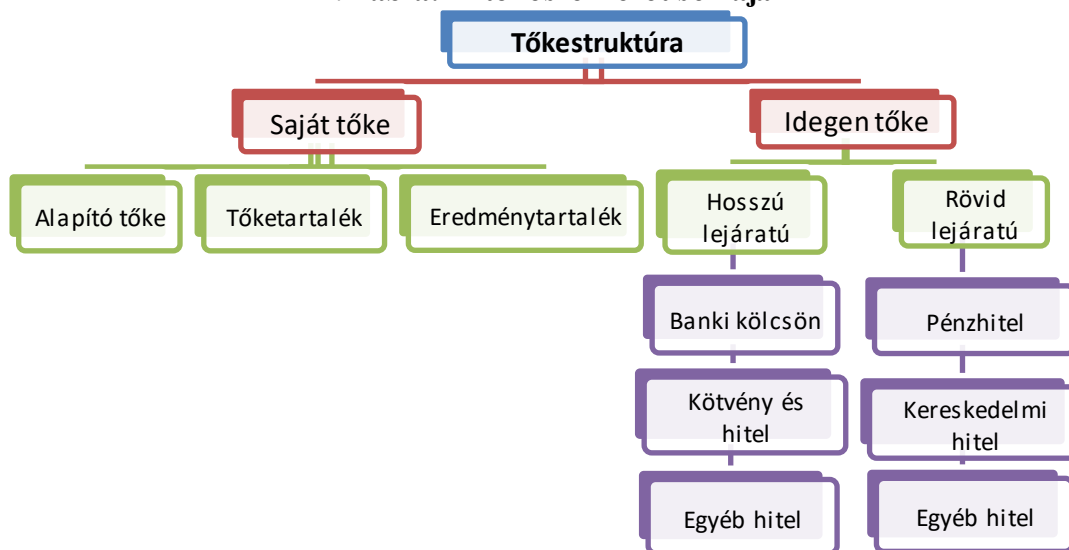 Tőkestruktúra
Saját tőke
Idegen tőke
Alapító tőke
Tőketartalék
Eredménytartalék
Hosszú
lejáratú
Rövid
lejáratú
Banki kölcsön
Pénzhitel
Kötvény és
hitel
Kereskedelmi
hitel
Egyéb hitel
Egyéb hitel